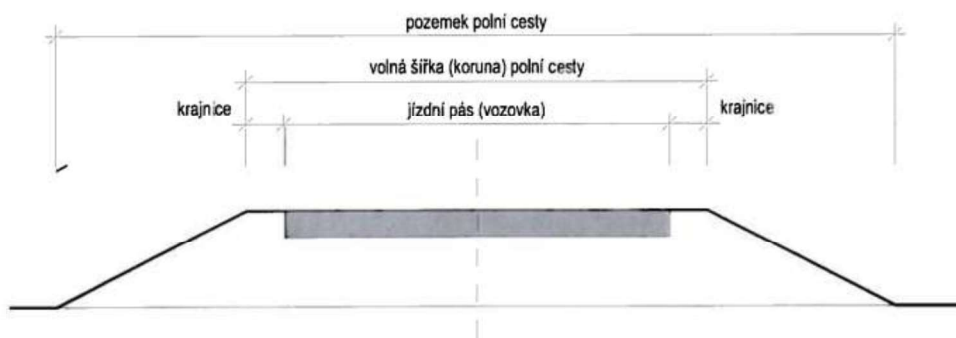 pozemek polní cesty
volná šířka (koruna) polní cesty
krajnice
jízdní pás (vozovka)
krajnice